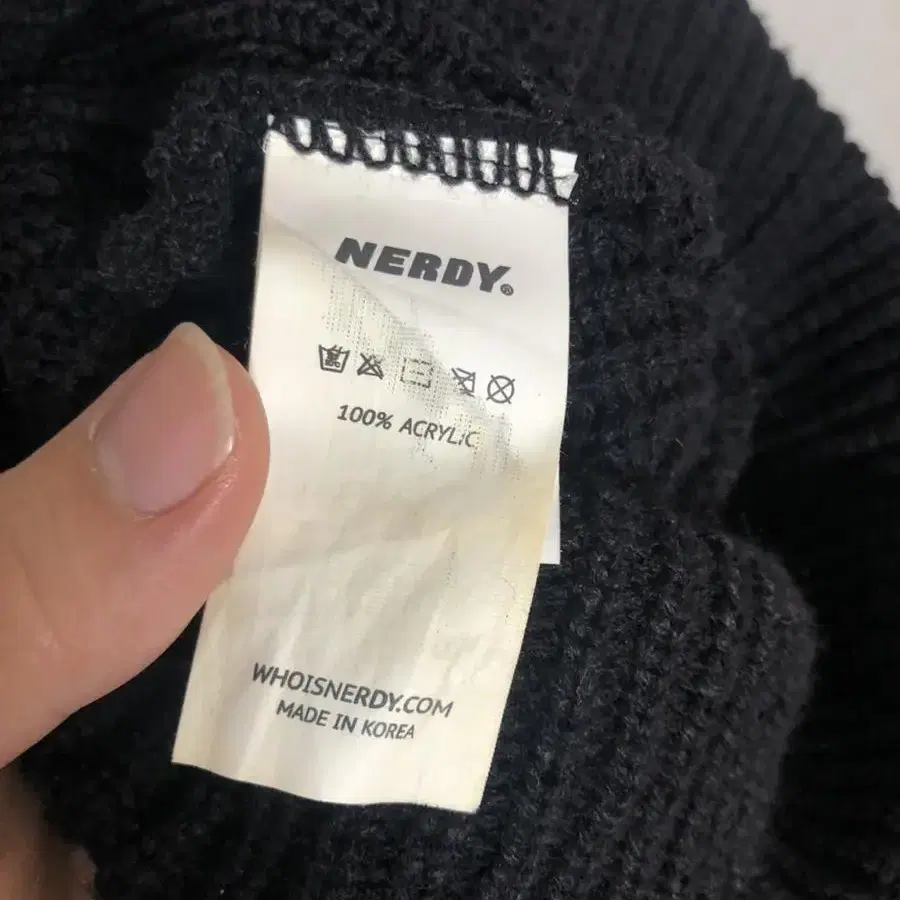 NERDY.®
100% ACRYLIC
WHOISNERDY.COM
MADE IN KOREA